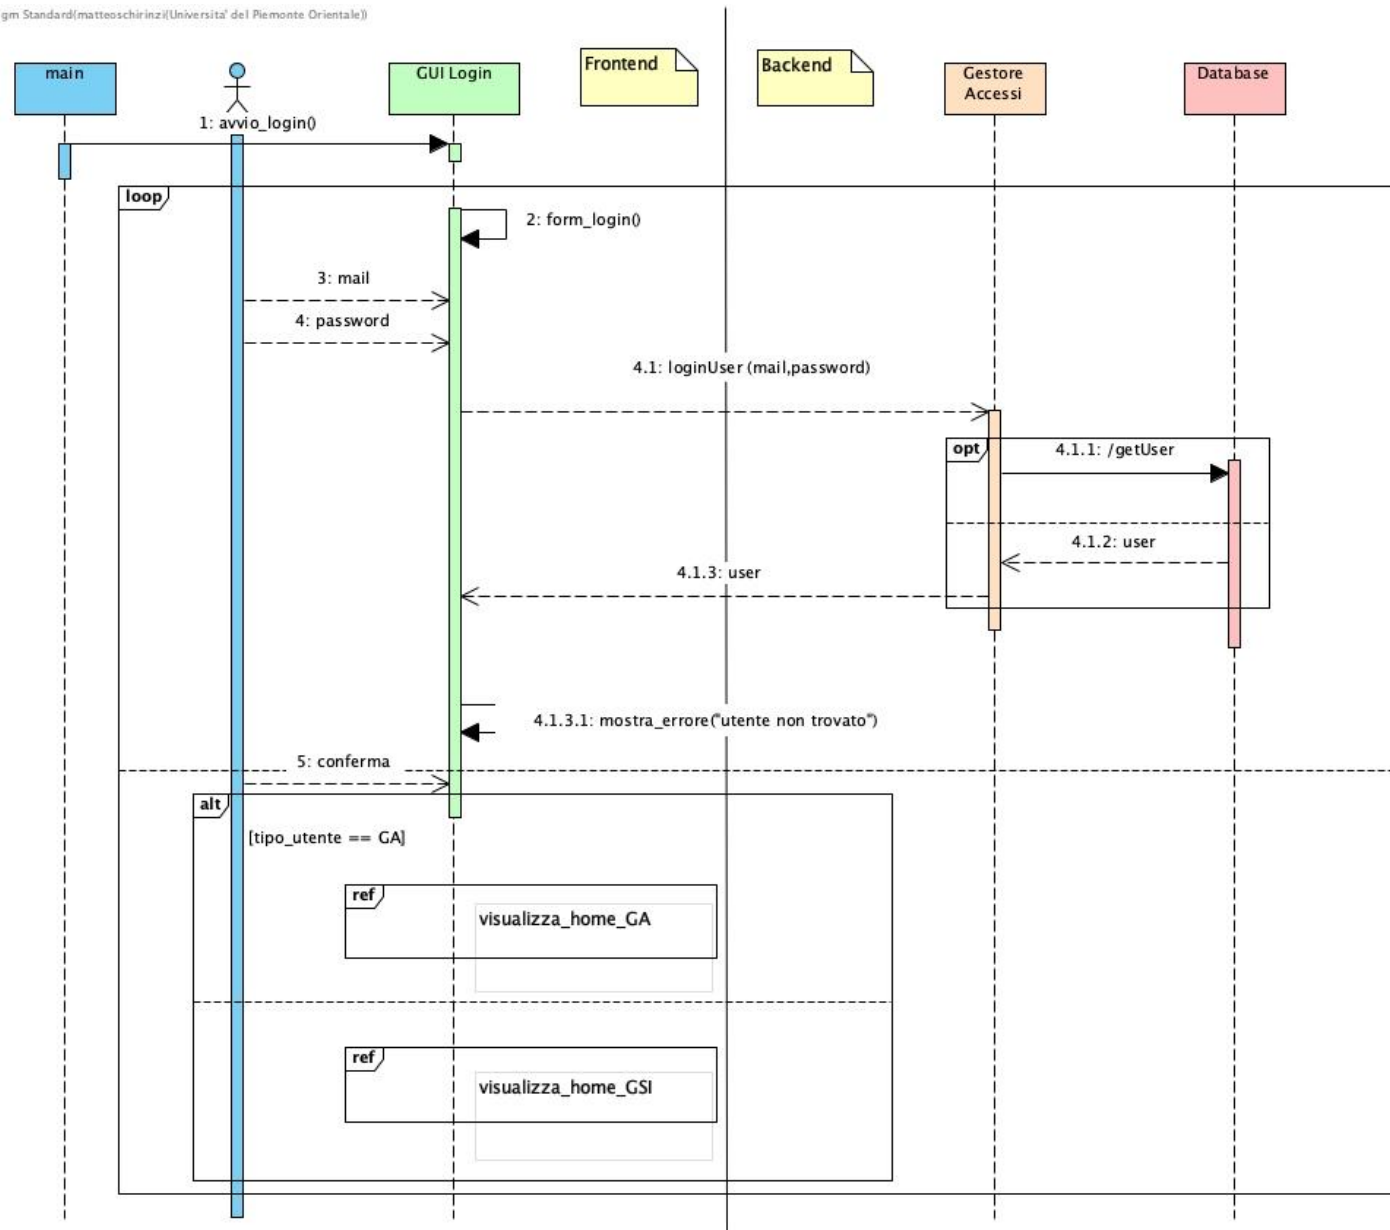 gm Standard(matteoschirinzi(Universita' del Piemonte Orientale))
main
GUI Login
Frontend
Backend
Gestore
Accessi
Database
1: avvio_login()
loop
2: form_login()
3: mail
4: password
4.1: loginUser (mail,password)
opt
4.1.1: /getUser
4.1.2: user
4.1.3: user
4.1.3.1: mostra_errore("utente non trovato")
5: conferma
alt
[tipo_utente == GA]
ref
visualizza_home_GA
ref
visualizza_home_GSI